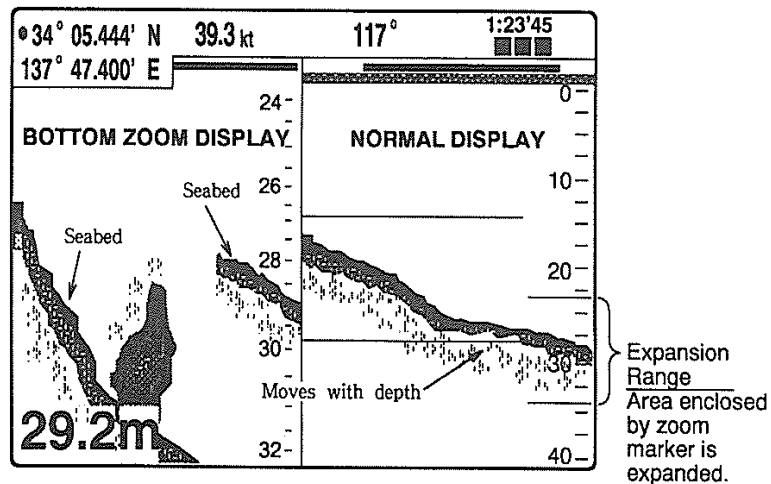 34° 05.444' N 39.3 kt 117° 1:23'45
137° 47.400' E
BOTTOM ZOOM DISPLAY
NORMAL DISPLAY
Seabed
Seabed
24
26
28
30
32
29.2m
0
10
20
30
40
Moves with depth
Expansion
Range
Area enclosed
by zoom
marker is
expanded.